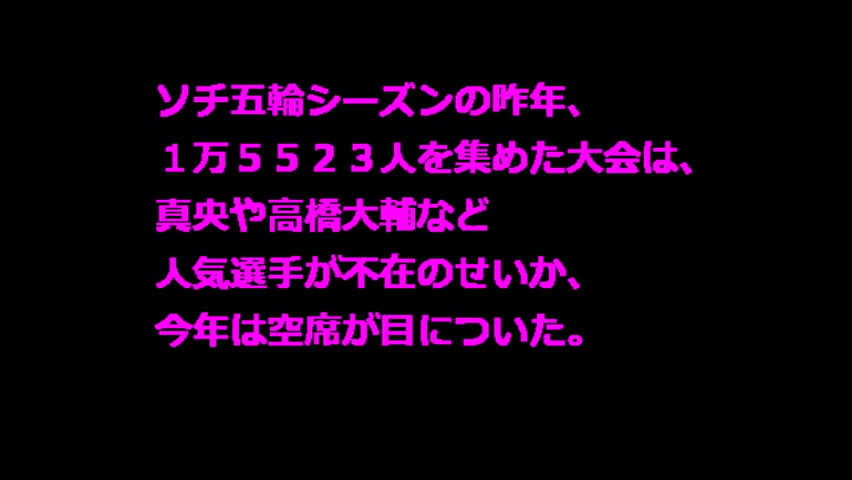 ソチ五輪シーズンの昨年、
１万５５２３人を集めた大会は、
真央や高橋大輔など
人気選手が不在のせいか、
今年は空席が目についた。